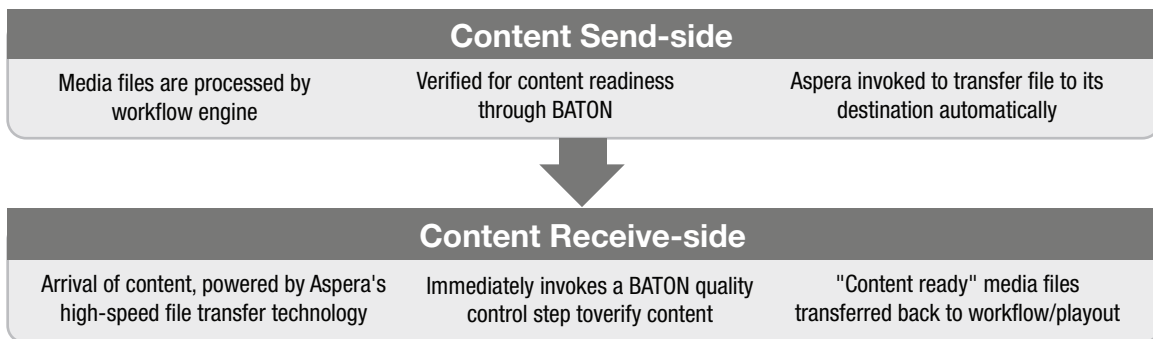 Content Send-side
Media files are processed by
workflow engine
Verified for content readiness
through BATON
Aspera invoked to transfer file to its
destination automatically
Content Receive-side
Arrival of content, powered by Aspera's
high-speed file transfer technology
Immediately invokes a BATON quality
control step toverify content
"Content ready" media files
transferred back to workflow/playout